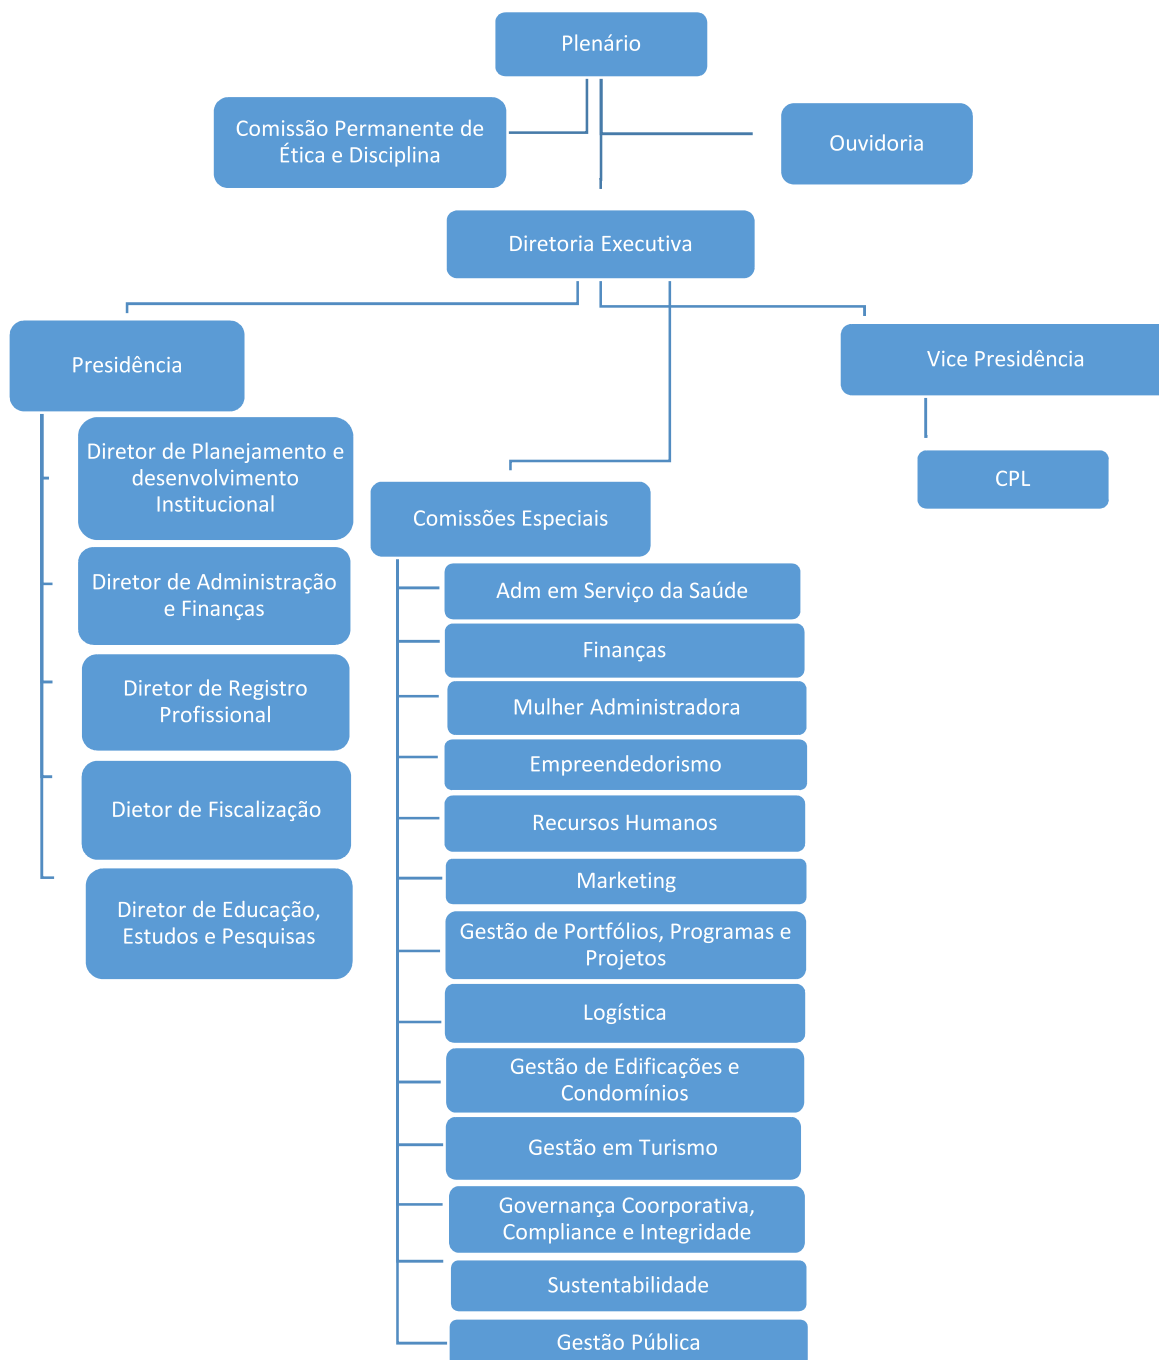 Plenário
Comissão Permanente de
Ética e Disciplina
Ouvidoria
Diretoria Executiva
Presidência
Vice Presidência
Diretor de Planejamento e
desenvolvimento
Institucional
Diretor de Administração
e Finanças
Diretor de Registro
Profissional
Dietor de Fiscalização
Diretor de Educação,
Estudos e Pesquisas
CPL
Comissões Especiais
Adm em Serviço da Saúde
Finanças
Mulher Administradora
Empreendedorismo
Recursos Humanos
Marketing
Gestão de Portfólios, Programas e
Projetos
Logística
Gestão de Edificações e
Condomínios
Gestão em Turismo
Governança Coorporativa,
Compliance e Integridade
Sustentabilidade
Gestão Pública